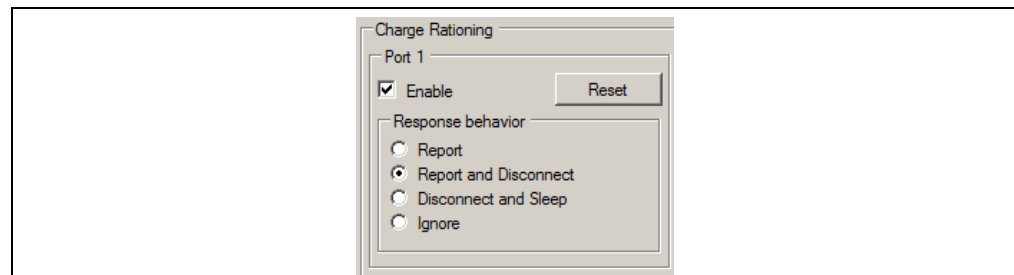 Charge Rationing
Port 1
Enable Reset
Response behavior
Report
Report and Disconnect
Disconnect and Sleep
Ignore